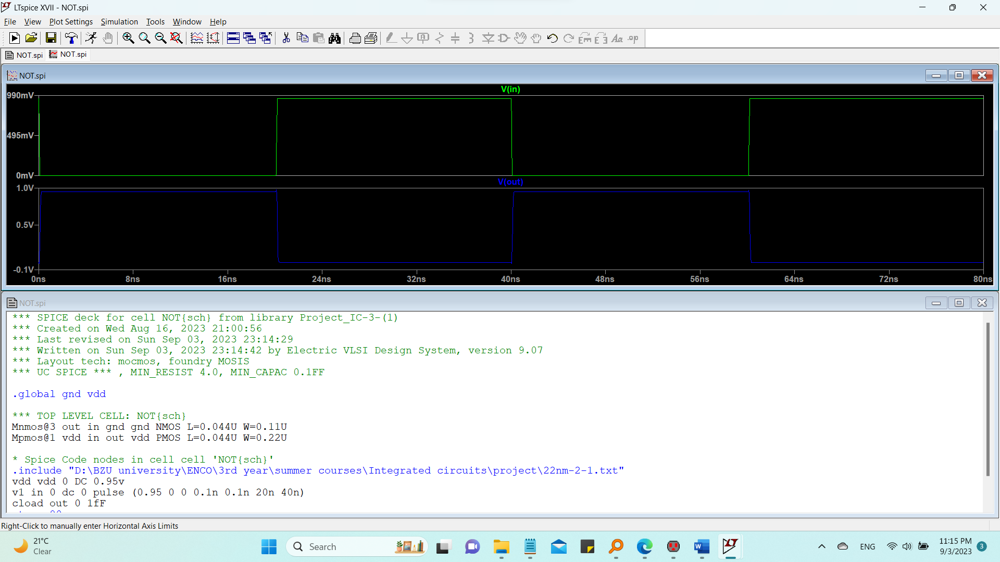 LTspice XVII - NOT.spi
File View Plot Settings Simulation Tools Window Help
NOT.spi NOT.spi
NOT.spi
V(in)
990mV
495mV
0mV
V(out)
1.0V
0.5V
-0.1V
0ns 8ns 16ns 24ns 32ns 40ns 48ns 56ns 64ns 72ns 80ns
NOT.spi
*** SPICE deck for cell NOT{sch} from library Project_IC-3-(1)
*** Created on Wed Aug 16, 2023 21:00:56
*** Last revised on Sun Sep 03, 2023 23:14:29
*** Written on Sun Sep 03, 2023 23:14:42 by Electric VLSI Design System, version 9.07
*** Layout tech: mocmos, foundry MOSIS
*** UC SPICE *** , MIN_RESIST 4.0, MIN_CAPAC 0.1FF
.global gnd vdd
*** TOP LEVEL CELL: NOT{sch}
Mnmos@3 out in gnd gnd NMOS L=0.044U W=0.11U
Mpmos@1 vdd in out vdd PMOS L=0.044U W=0.22U
* Spice Code nodes in cell cell 'NOT{sch}'
.include "D:\BZU university\ENCO\3rd year\summer courses\Integrated circuits\project\22nm-2-1.txt"
vdd vdd 0 DC 0.95v
v1 in 0 dc 0 pulse (0.95 0 0 0.1n 0.1n 20n 40n)
cload out 0 1fF
Right-Click to manually enter Horizontal Axis Limits
21°C
Clear
Search
ENG
11:15 PM
9/3/2023
3